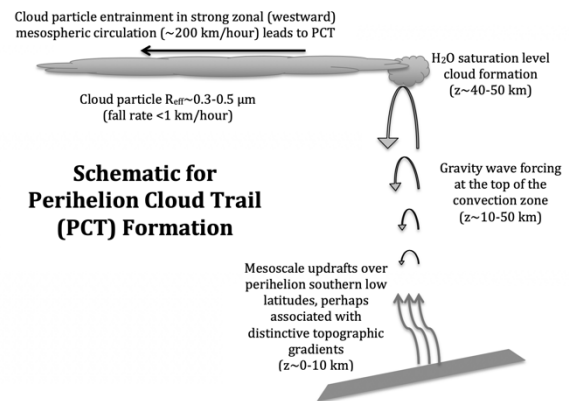 Cloud particle entrainment in strong zonal (westward)
mesospheric circulation (~200 km/hour) leads to PCT
H₂O saturation level
cloud formation
(z~40-50 km)
Cloud particle Reff~0.3-0.5 μm
(fall rate <1 km/hour)
Schematic for
Perihelion Cloud Trail
(PCT) Formation
Gravity wave forcing
at the top of the
convection zone
(z~10-50 km)
Mesoscale updrafts over
perihelion southern low
latitudes, perhaps
associated with
distinctive topographic
gradients
(z~0-10 km)